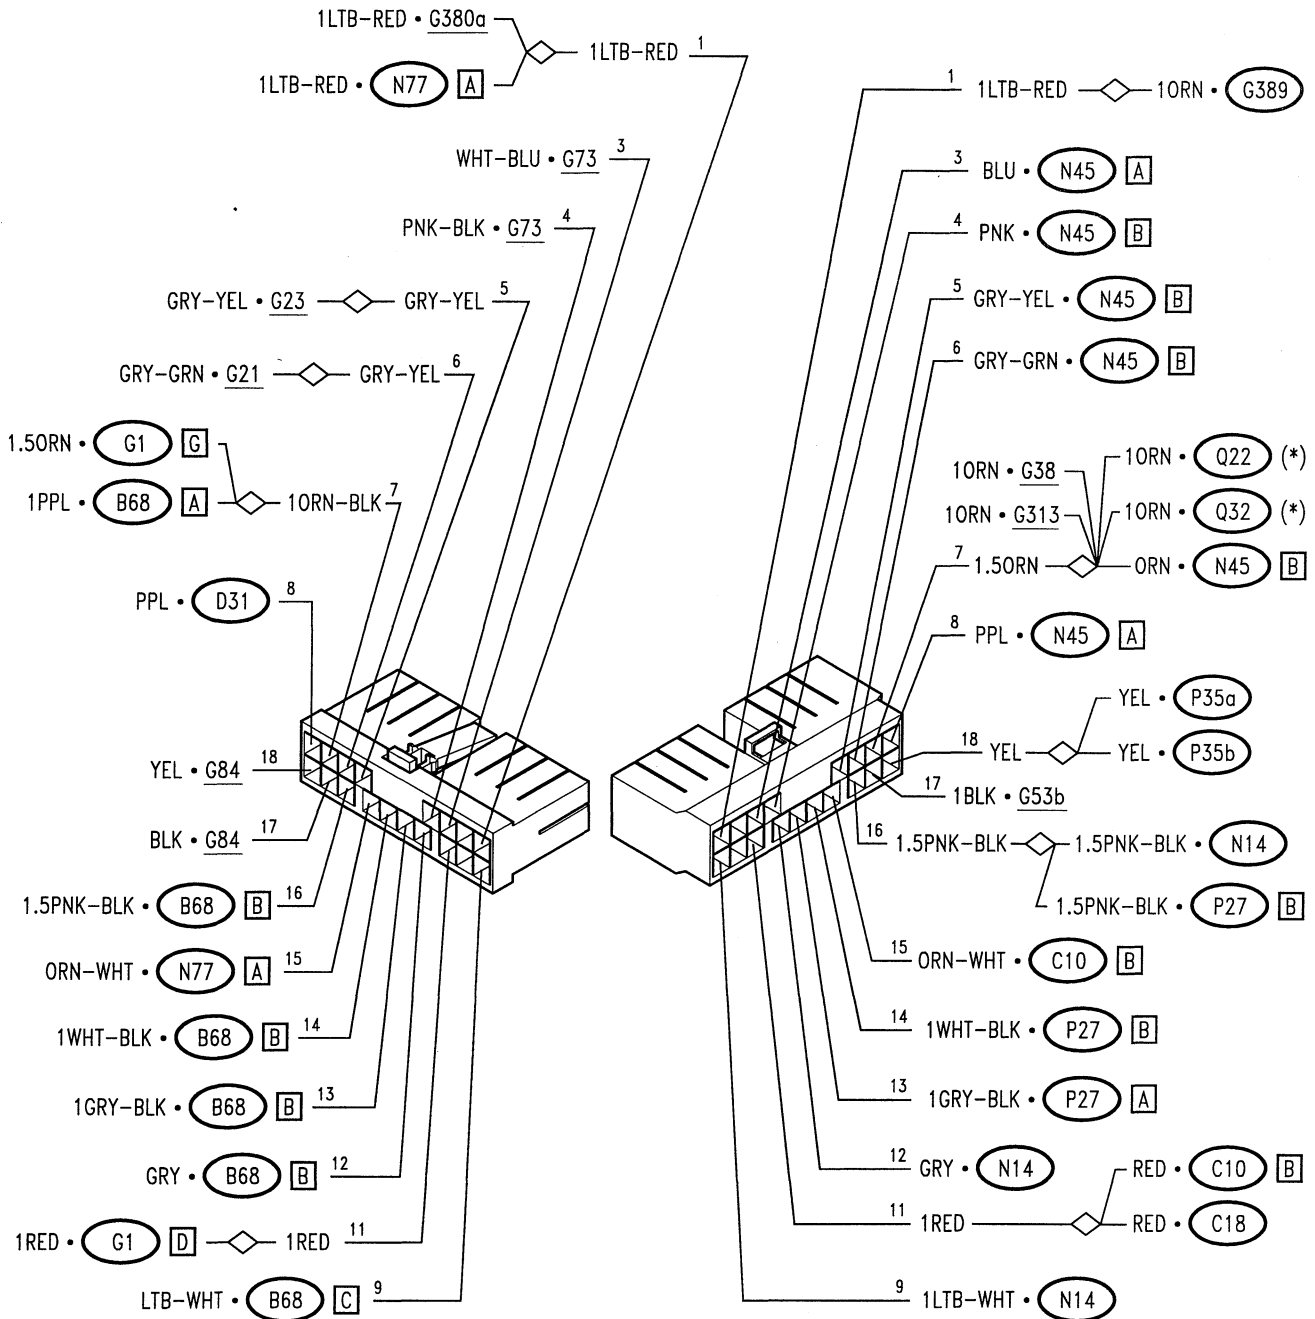 1LTB-RED • G380a
1LTB-RED • N77 A
1LTB-RED 1
WHT-BLU • G73 3
PNK-BLK • G73 4
GRY-YEL • G23 GRY-YEL 5
GRY-GRN • G21 GRY-YEL 6
1.5ORN • G1 G
1PPL • B68 A
1ORN-BLK 7
PPL • D31 8
YEL • G84 18
BLK • G84 17
1.5PNK-BLK • B68 B 16
ORN-WHT • N77 A 15
1WHT-BLK • B68 B 14
1GRY-BLK • B68 B 13
GRY • B68 B 12
1RED • G1 D 1RED 11
LTB-WHT • B68 C 9
1 1LTB-RED 1ORN • G389
3 BLU • N45 A
4 PNK • N45 B
5 GRY-YEL • N45 B
6 GRY-GRN • N45 B
1ORN • G38
1ORN • G313
1ORN • Q22 (*)
1ORN • Q32 (*)
7 1.5ORN ORN • N45 B
8 PPL • N45 A
YEL • P35a
18 YEL YEL • P35b
17 1BLK • G53b
16 1.5PNK-BLK 1.5PNK-BLK • N14
1.5PNK-BLK • P27 B
15 ORN-WHT • C10 B
14 1WHT-BLK • P27 B
13 1GRY-BLK • P27 A
12 GRY • N14
RED • C10 B
11 1RED RED • C18
9 1LTB-WHT • N14